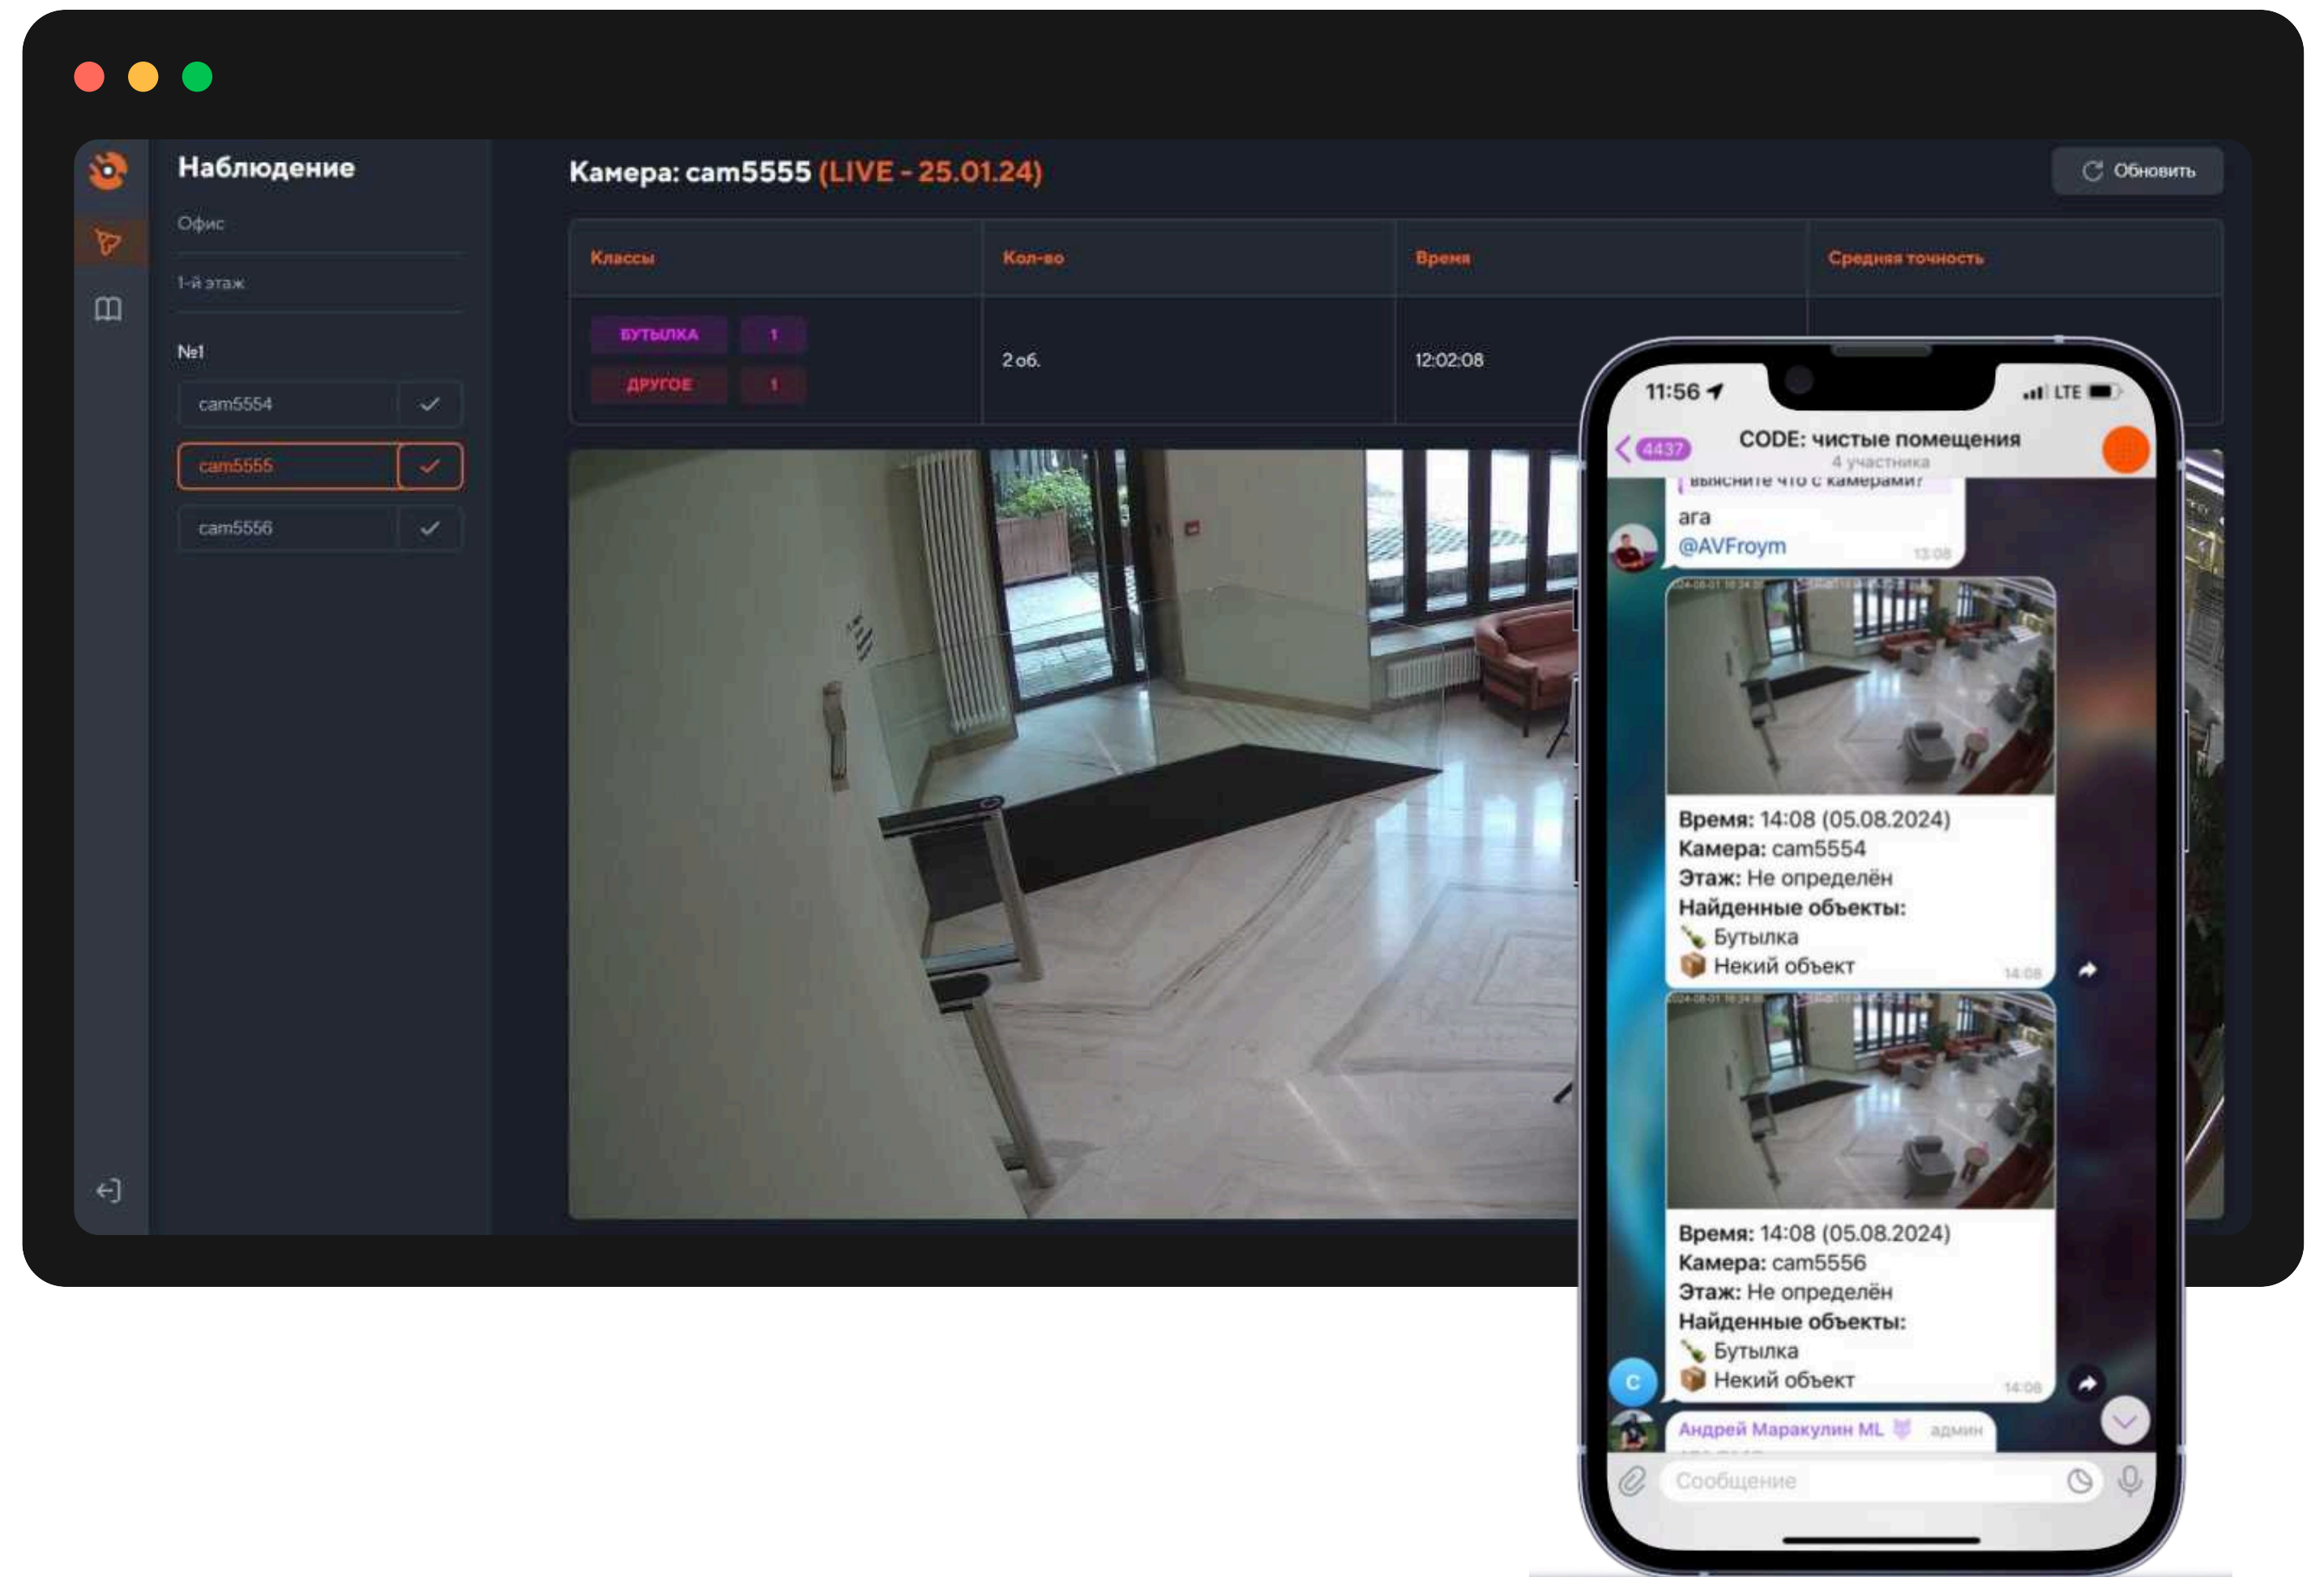 Наблюдение
Офис
1-й этаж
№1
cam5554
cam5555
cam5556
Камера: cam5555 (LIVE - 25.01.24)
Обновить
Классы
Кол-во
Время
Средняя точность
БУТЫЛКА 1
ДРУГОЕ 1
2 об.
12:02:08
11:56
LTE
4437
CODE: чистые помещения
4 участника
выясните что с камерами?
ага
@AVFroym
13:08
Время: 14:08 (05.08.2024)
Камера: cam5554
Этаж: Не определён
Найденные объекты:
Бутылка
Некий объект
14:08
Время: 14:08 (05.08.2024)
Камера: cam5556
Этаж: Не определён
Найденные объекты:
Бутылка
Некий объект
14:08
C
Андрей Маракулин ML
админ
Сообщение